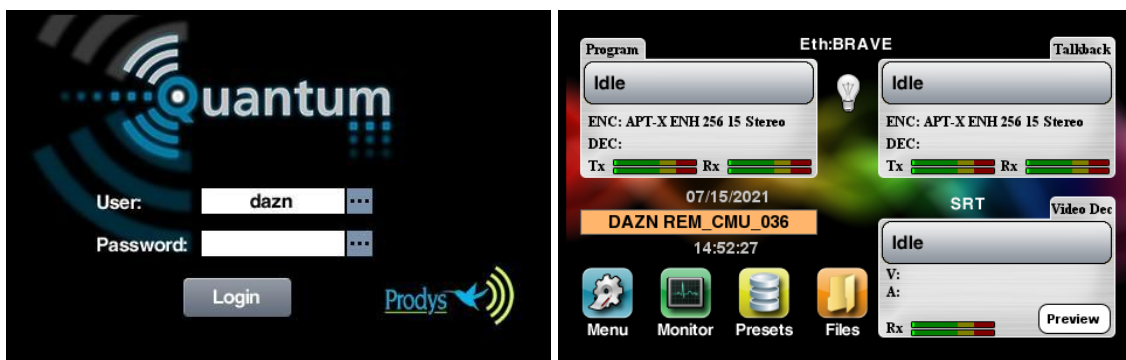 Quantum
User: dazn ...
Password: ...
Login
Prodys
Program
Eth:BRAVE
Talkback
Idle
Idle
ENC: APT-X ENH 256 15 Stereo
DEC:
Tx Rx
ENC: APT-X ENH 256 15 Stereo
DEC:
Tx Rx
07/15/2021
DAZN REM_CMU_036
14:52:27
SRT
Video Dec
Idle
V:
A:
Rx
Preview
Menu Monitor Presets Files